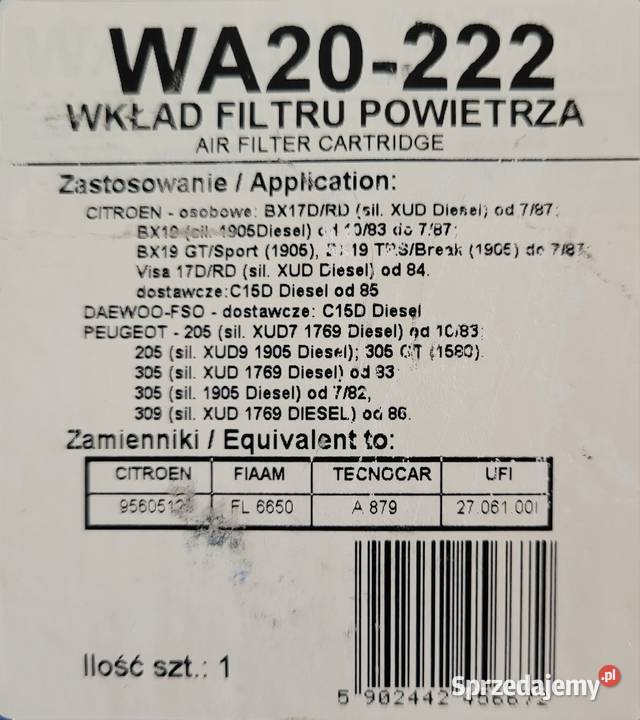 WA20-222
WKŁAD FILTRU POWIETRZA
AIR FILTER CARTRIDGE
Zastosowanie / Application:
CITROEN - osobowe: BX17D/RD (sil. XUD Diesel) od 7/87;
BX19 (sil. 1905Diesel) 10/83 do 7/87;
BX19 GT/Sport (1905), 19 TRS/Break (1905) do 7/87;
Visa 17D/RD (sil. XUD Diesel) od 84.
dostawcze:C15D Diesel od 85
DAEWOO-FSO - dostawcze: C15D Diesel
PEUGEOT - 205 (sil. XUD7 1769 Diesel) od 10/83;
205 (sil. XUD9 1905 Diesel); 305 GT (1580).
305 (sil. XUD 1769 Diesel) od 83
305 (sil. 1905 Diesel) od 7/82,
309 (sil. XUD 1769 DIESEL) od 86.
Zamienniki / Equivalent to:
CITROEN FIAAM TECNOCAR UFI
FL 6650 A 879 27.061.00
Ilość szt.: 1
Sprzedajemy.pl
5 902442